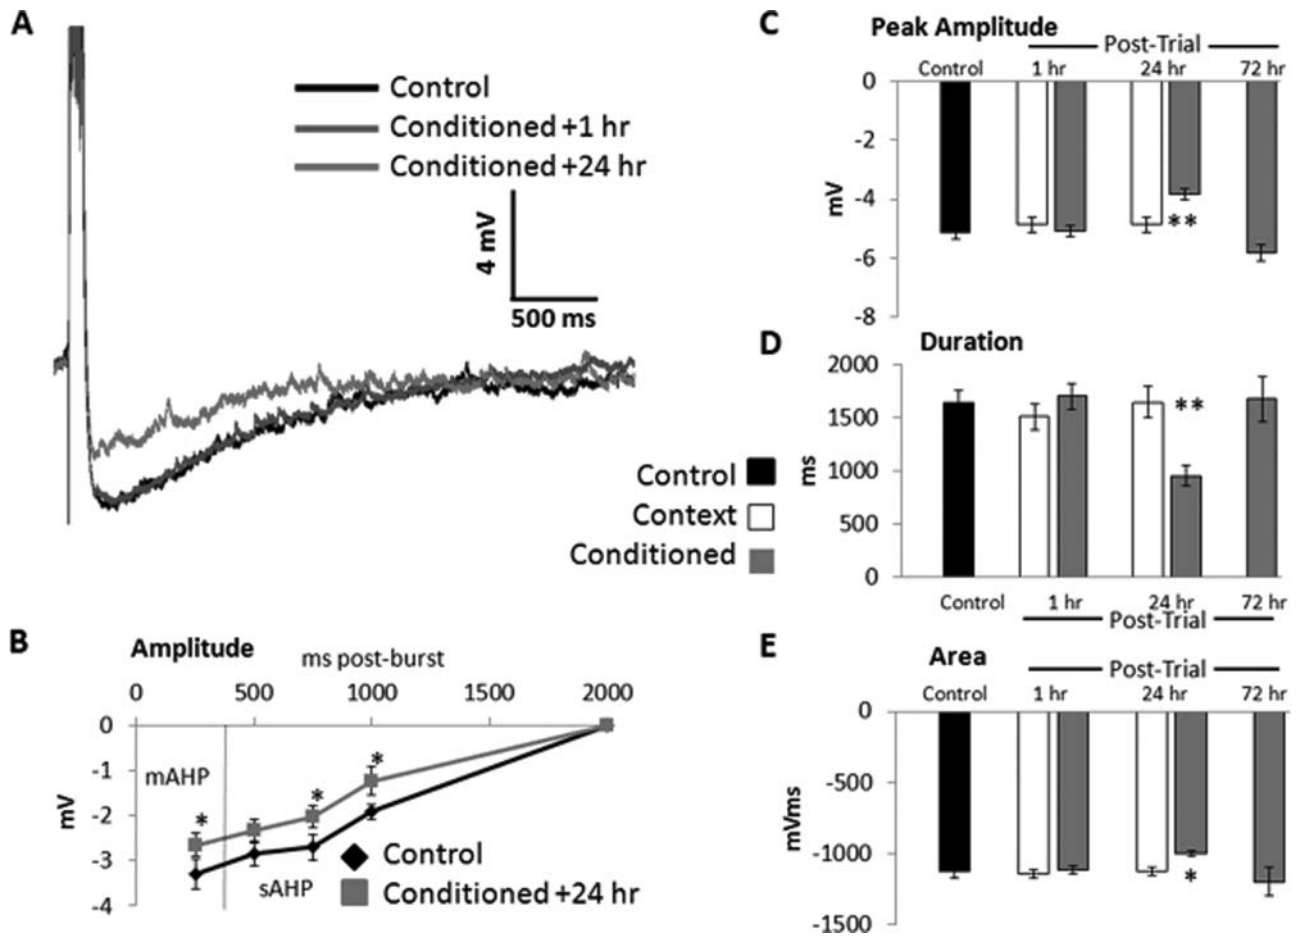 A
Control
Conditioned +1 hr
Conditioned +24 hr
4 mV
500 ms
Control
Context
Conditioned
B
Amplitude
ms post-burst
0 500 1000 1500 2000
0
-1
-2
-3
-4
mV
mAHP
sAHP
*
*
*
Control
Conditioned +24 hr
C
Peak Amplitude
Post-Trial
Control 1 hr 24 hr 72 hr
0
-2
-4
-6
-8
mV
**
D
Duration
2000
1500
1000
500
0
ms
**
Control 1 hr 24 hr 72 hr
Post-Trial
E
Area
Post-Trial
Control 1 hr 24 hr 72 hr
0
-500
-1000
-1500
mVms
*